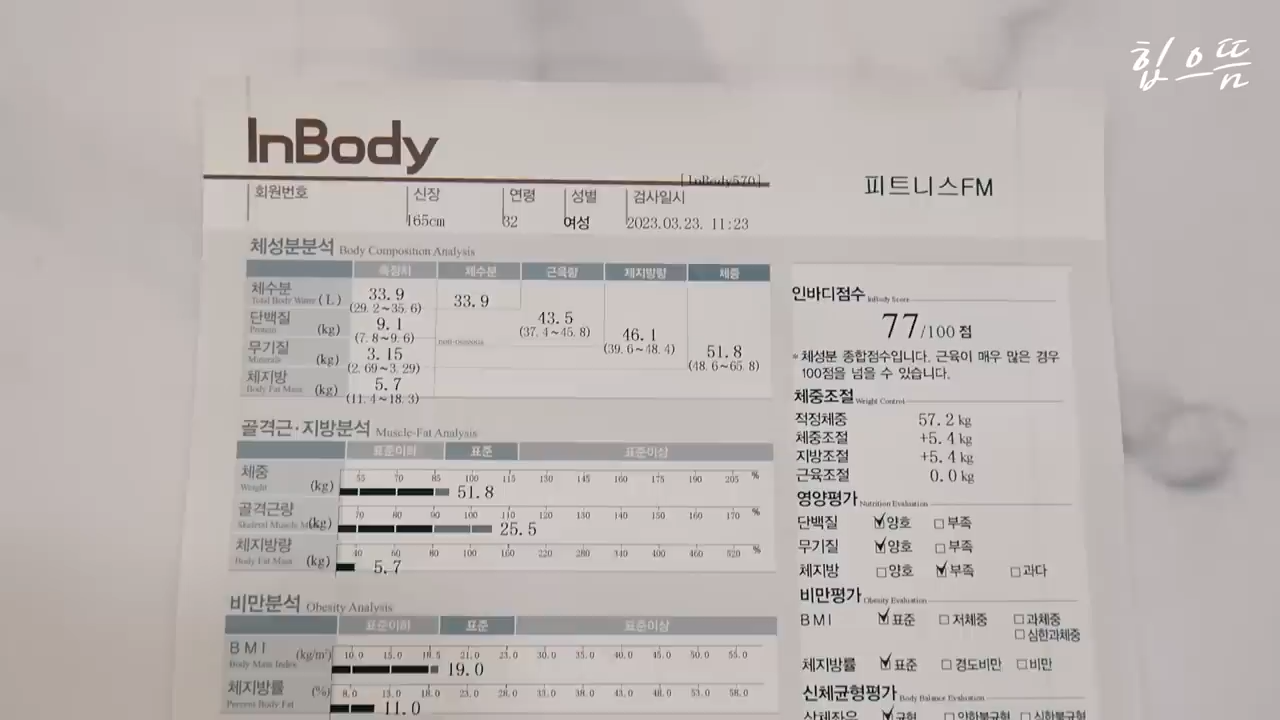 힙으뜸
InBody
[InBody570]
피트니스FM
회원번호 신장 연령 성별 검사일시
165cm 32 여성 2023.03.23. 11:23
체성분분석 Body Composition Analysis
측정치 체수분 근육량 제지방량 체중
체수분 Total Body Water (L) 33.9 (29.2~35.6) 33.9 43.5 (37.4~45.8) 46.1 (39.6~48.4) 51.8 (48.6~65.8)
단백질 Protein (kg) 9.1 (7.8~9.6)
무기질 Minerals (kg) 3.15 (2.69~3.29) non-osseous
체지방 Body Fat Mass (kg) 5.7 (11.4~18.3)
골격근·지방분석 Muscle-Fat Analysis
표준이하 표준 표준이상
체중 Weight (kg) 55 70 85 100 115 130 145 160 175 190 205 %
51.8
골격근량 Skeletal Muscle (kg) 70 80 90 100 110 120 130 140 150 160 170 %
25.5
체지방량 Body Fat Mass (kg) 40 60 80 100 160 220 280 340 400 460 520 %
5.7
비만분석 Obesity Analysis
표준이하 표준 표준이상
BMI Body Mass Index (kg/m²) 10.0 15.0 18.5 21.0 25.0 30.0 35.0 40.0 45.0 50.0 55.0
19.0
체지방률 Percent Body Fat (%) 8.0 13.0 18.0 23.0 28.0 33.0 38.0 43.0 48.0 53.0 58.0
11.0
인바디점수 InBody Score
77/100 점
* 체성분 종합점수입니다. 근육이 매우 많은 경우
100점을 넘을 수 있습니다.
체중조절 Weight Control
적정체중 57.2 kg
체중조절 +5.4 kg
지방조절 +5.4 kg
근육조절 0.0 kg
영양평가 Nutrition Evaluation
단백질 ☑양호 □부족
무기질 ☑양호 □부족
체지방 □양호 ☑부족 □과다
비만평가 Obesity Evaluation
BMI ☑표준 □저체중 □과체중
□심한과체중
체지방률 ☑표준 □경도비만 □비만
신체균형평가 Body Balance Evaluation
상체좌우 ☑균형 □약한불균형 □심한불균형